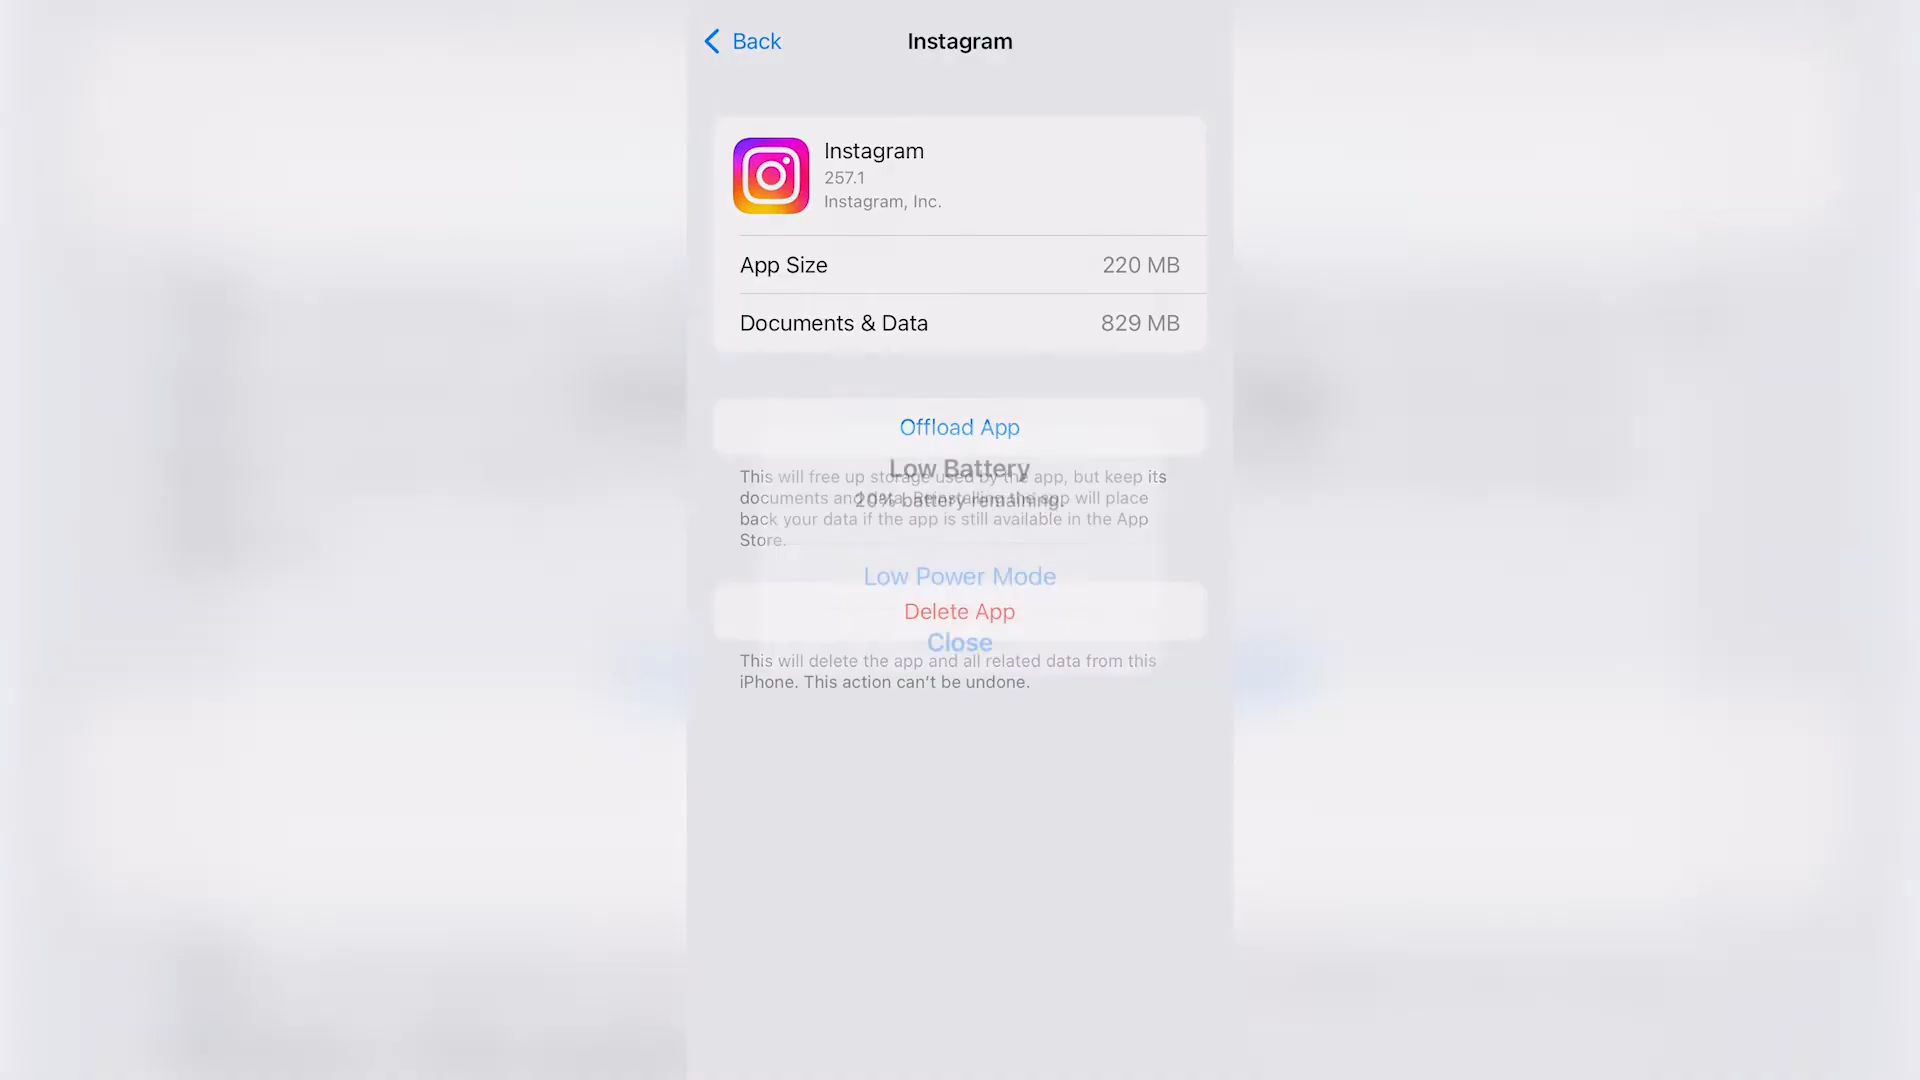 Back
Instagram
Instagram
257.1
Instagram, Inc.
App Size
220 MB
Documents & Data
829 MB
Offload App
Low Battery
This will free up storage used by the app, but keep its
20% battery remaining.
documents and data. Reinstalling the app will place
back your data if the app is still available in the App
Store.
Low Power Mode
Delete App
Close
This will delete the app and all related data from this
iPhone. This action can't be undone.